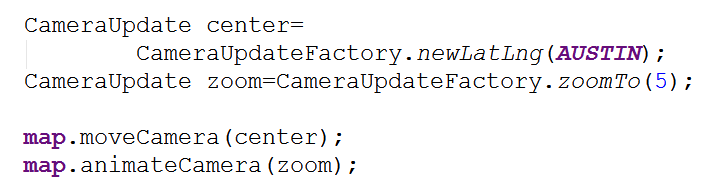 CameraUpdate center=
        CameraUpdateFactory.newLatLng(AUSTIN);
CameraUpdate zoom=CameraUpdateFactory.zoomTo(5);

map.moveCamera(center);
map.animateCamera(zoom);